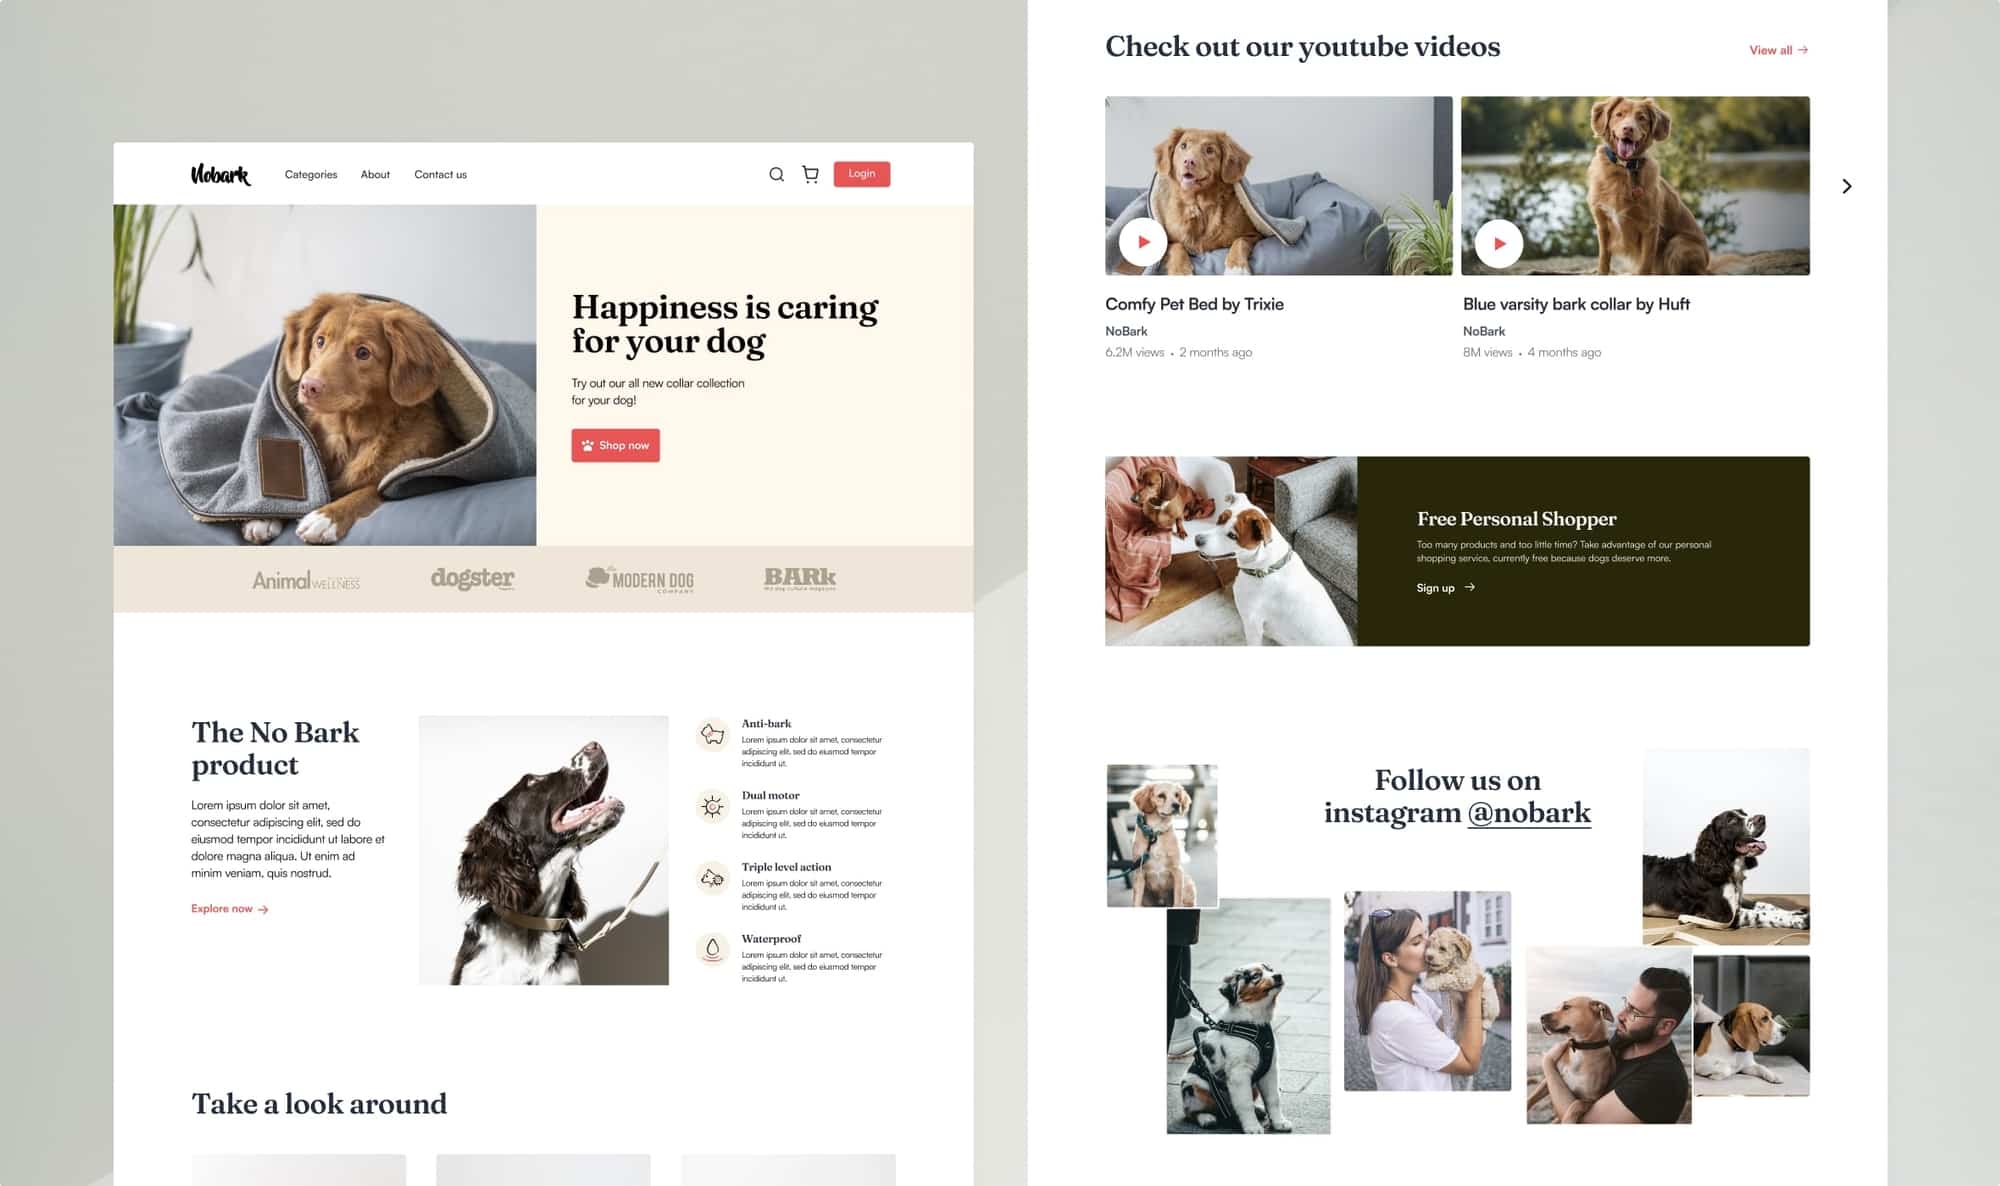 Nobark
Categories
About
Contact us
Login
Happiness is caring
for your dog
Try out our all new collar collection
for your dog!
Shop now
Animal WELLNESS
dogster
the MODERN DOG
COMPANY
BARk
the dog culture magazine
The No Bark
product
Lorem ipsum dolor sit amet,
consectetur adipiscing elit, sed do
eiusmod tempor incididunt ut labore et
dolore magna aliqua. Ut enim ad
minim veniam, quis nostrud.
Explore now
Anti-bark
Lorem ipsum dolor sit amet, consectetur
adipiscing elit, sed do eiusmod tempor
incididunt ut.
Dual motor
Lorem ipsum dolor sit amet, consectetur
adipiscing elit, sed do eiusmod tempor
incididunt ut.
Triple level action
Lorem ipsum dolor sit amet, consectetur
adipiscing elit, sed do eiusmod tempor
incididunt ut.
Waterproof
Lorem ipsum dolor sit amet, consectetur
adipiscing elit, sed do eiusmod tempor
incididunt ut.
Take a look around
Check out our youtube videos
View all
Comfy Pet Bed by Trixie
NoBark
6.2M views • 2 months ago
Blue varsity bark collar by Huft
NoBark
8M views • 4 months ago
Free Personal Shopper
Too many products and too little time? Take advantage of our personal
shopping service, currently free because dogs deserve more.
Sign up
Follow us on
instagram @nobark